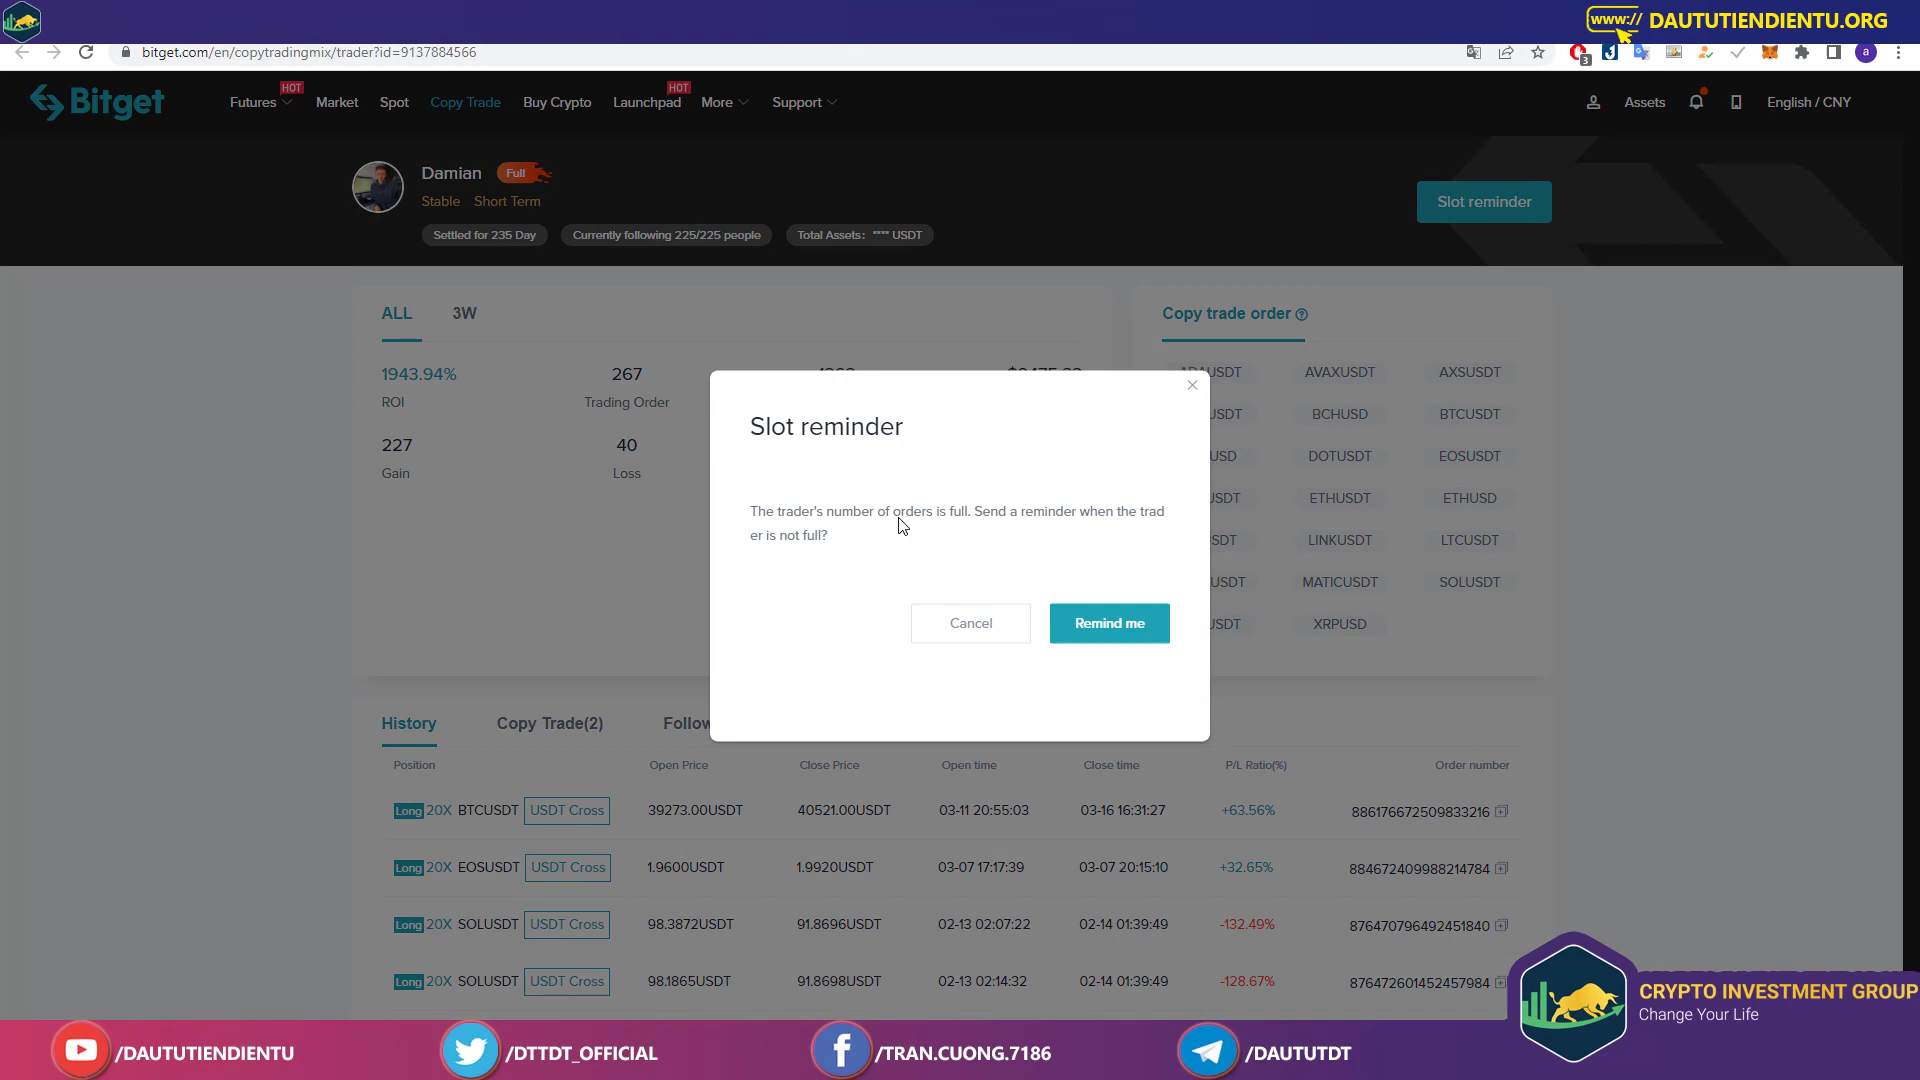 www.// DAUTUTIENDIENTU.ORG
bitget.com/en/copytradingmix/trader?id=9137884566
3
a
Bitget
Futures HOT Market Spot Copy Trade Buy Crypto Launchpad HOT More Support
Assets English / CNY
Damian Full
Stable Short Term
Slot reminder
Settled for 235 Day Currently following 225/225 people Total Assets: **** USDT
ALL 3W
Copy trade order
1943.94% 267
ROI Trading Order
227 40
Gain Loss
AVAXUSDT AXSUSDT
BCHUSD BTCUSDT
DOTUSDT EOSUSDT
ETHUSDT ETHUSD
LINKUSDT LTCUSDT
MATICUSDT SOLUSDT
XRPUSD
Slot reminder
The trader's number of orders is full. Send a reminder when the trad
er is not full?
Cancel Remind me
History Copy Trade(2) Follow
Position Open Price Close Price Open time Close time P/L Ratio(%) Order number
Long 20X BTCUSDT USDT Cross 39273.00USDT 40521.00USDT 03-11 20:55:03 03-16 16:31:27 +63.56% 886176672509833216
Long 20X EOSUSDT USDT Cross 1.9600USDT 1.9920USDT 03-07 17:17:39 03-07 20:15:10 +32.65% 884672409988214784
Long 20X SOLUSDT USDT Cross 98.3872USDT 91.8696USDT 02-13 02:07:22 02-14 01:39:49 -132.49% 876470796492451840
Long 20X SOLUSDT USDT Cross 98.1865USDT 91.8698USDT 02-13 02:14:32 02-14 01:39:49 -128.67% 876472601452457984
CRYPTO INVESTMENT GROUP
Change Your Life
/DAUTUTIENDIENTU /DTTDT_OFFICIAL /TRAN.CUONG.7186 /DAUTUTDT